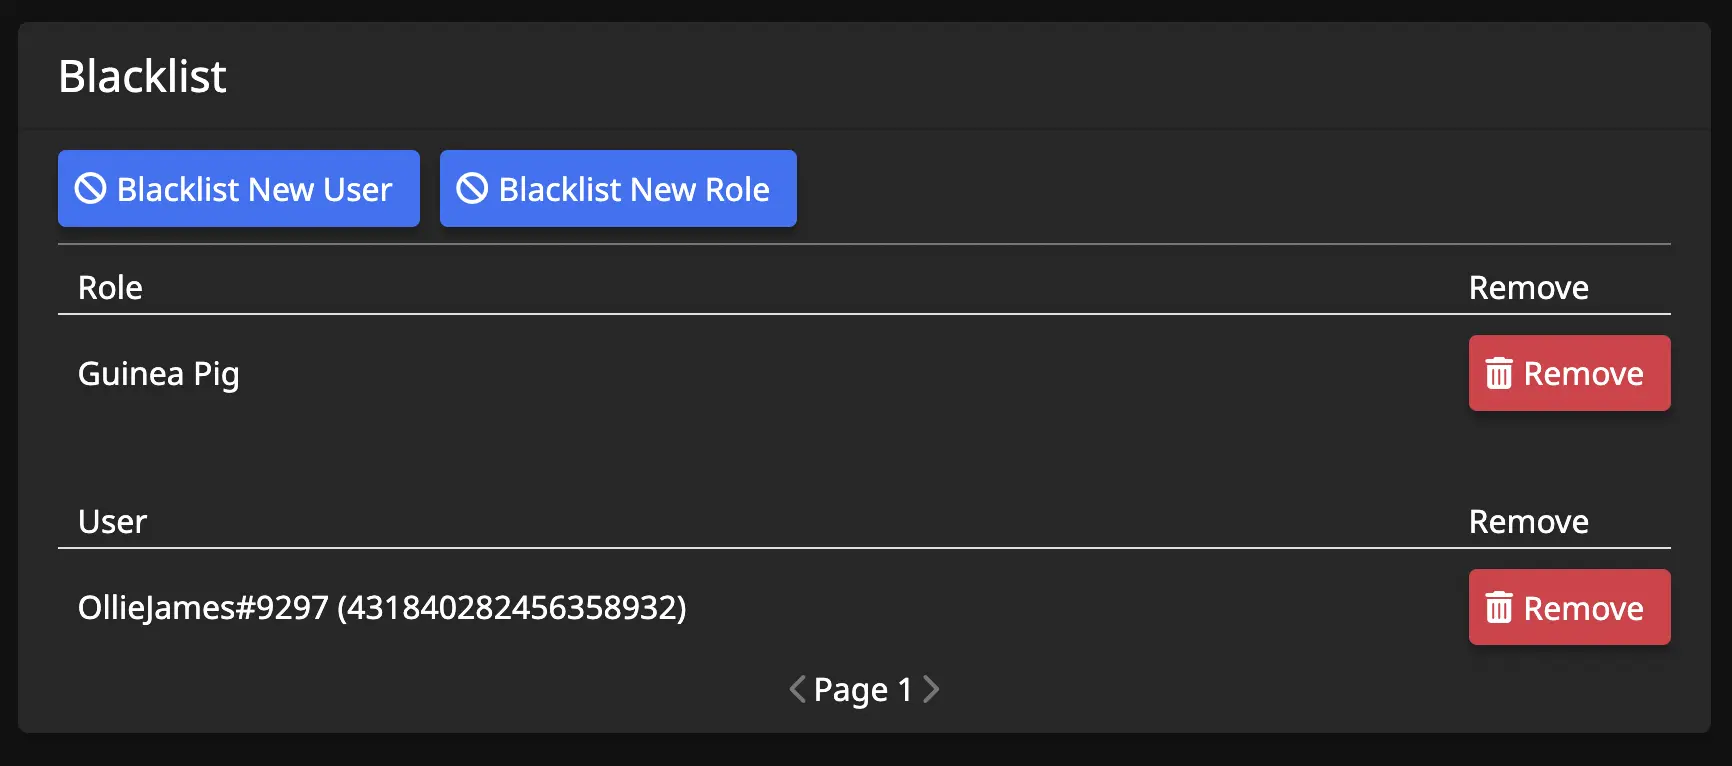 Blacklist
Blacklist New User Blacklist New Role
Role Remove
Guinea Pig Remove
User Remove
OllieJames#9297 (431840282456358932) Remove
Page 1